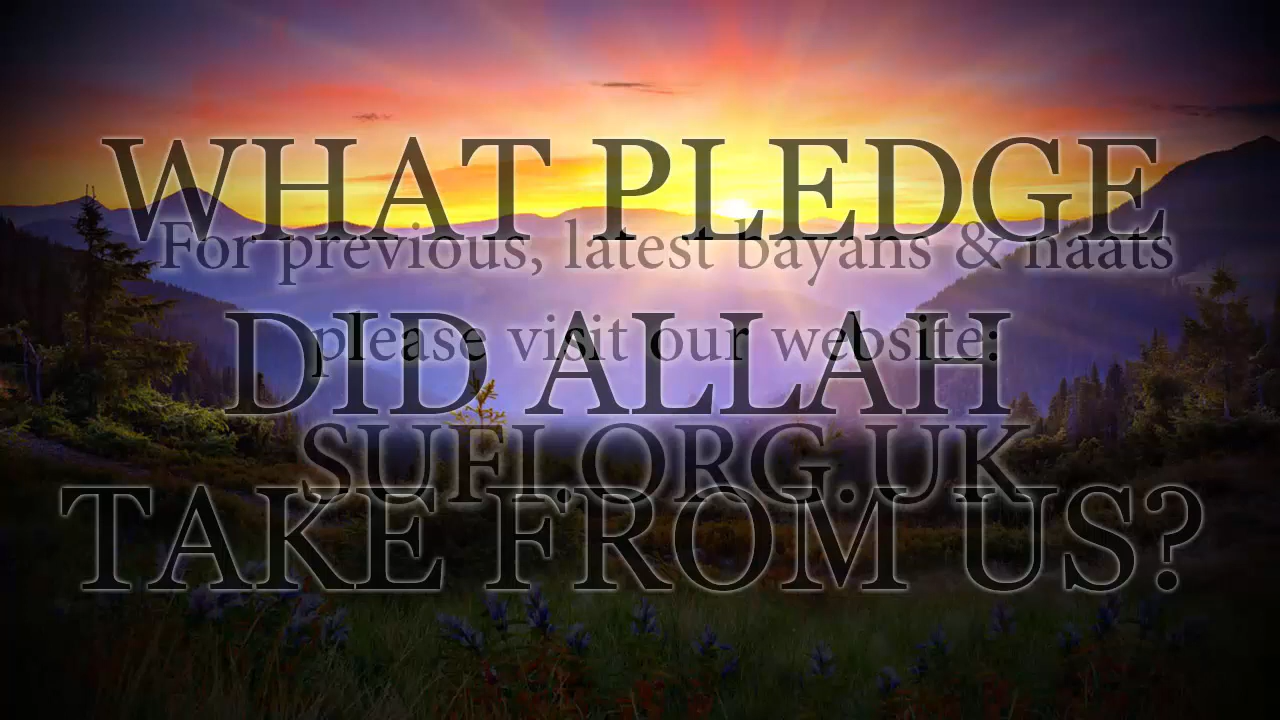 WHAT PLEDGE
For previous, latest bayans & naats
DID ALLAH
please visit our website:
SUFI.ORG.UK
TAKE FROM US?